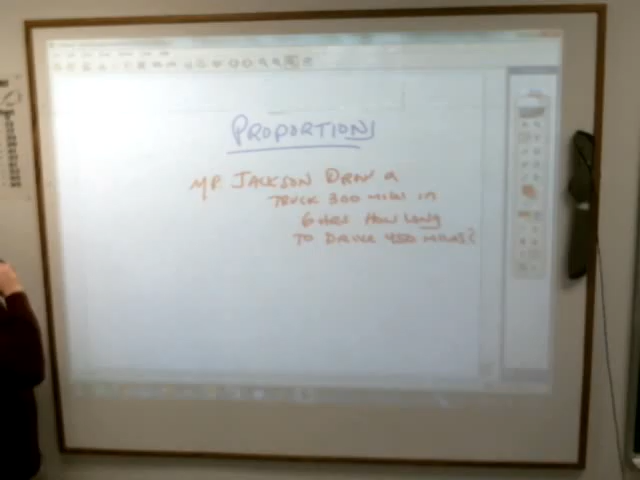 PROPORTIONS
MR. JACKSON DROVE a
TRUCK 300 MILES in
6 HRS HOW LONG
TO DRIVE 450 MILES?